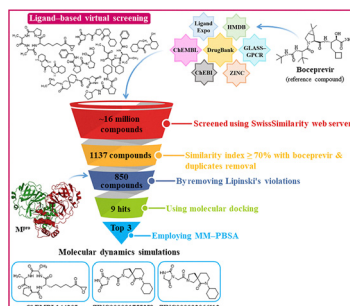 Ligand–based virtual screening
Ligand
Expo
HMDB
ChEMBL
DrugBank
GLASS–
GPCR
ChEBI
ZINC
Boceprevir
(reference compound)
~16 million
compounds
Screened using SwissSimilarity web server
1137 compounds
Similarity index ≥ 70% with boceprevir &
duplicates removal
850
compounds
By removing Lipinski's violations
Mpro
9 hits
Using molecular docking
Top 3
Employing MM–PBSA
Molecular dynamics simulations